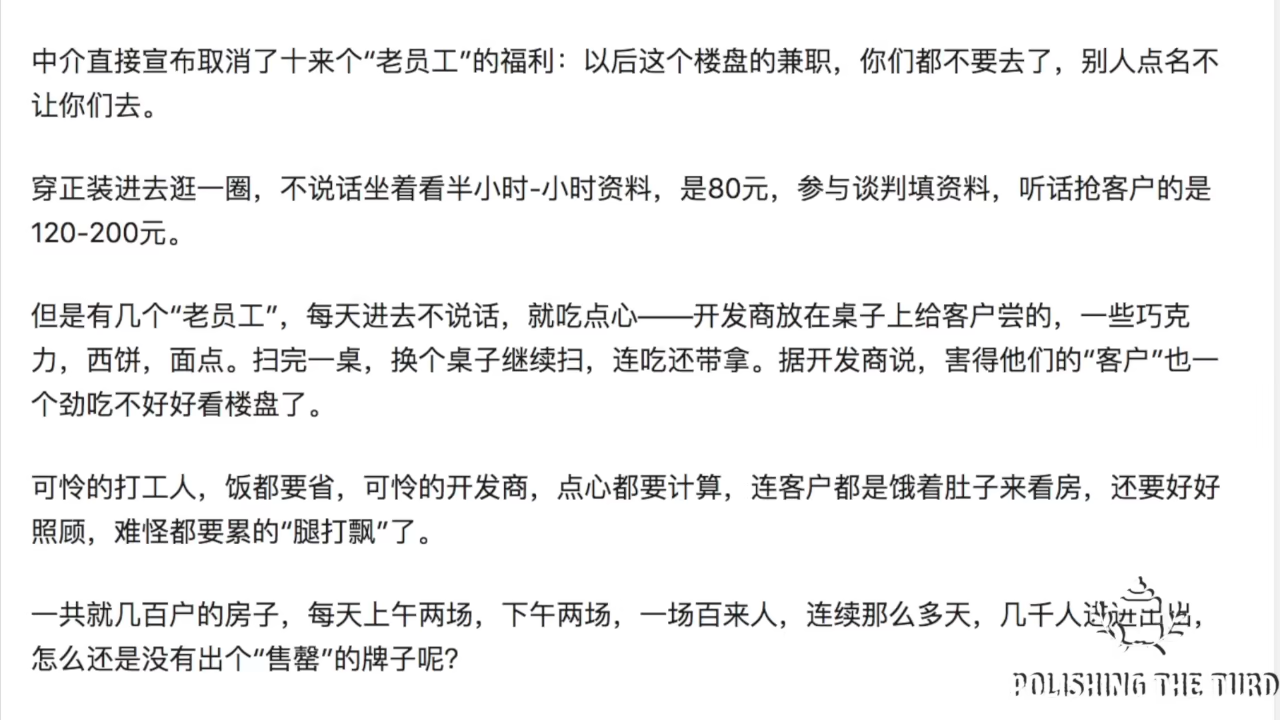 中介直接宣布取消了十来个“老员工”的福利：以后这个楼盘的兼职，你们都不要去了，别人点名不
让你们去。
穿正装进去逛一圈，不说话坐着看半小时-小时资料，是80元，参与谈判填资料，听话抢客户的是
120-200元。
但是有几个“老员工”，每天进去不说话，就吃点心——开发商放在桌子上给客户尝的，一些巧克
力，西饼，面点。扫完一桌，换个桌子继续扫，连吃还带拿。据开发商说，害得他们的“客户”也一
个劲吃不好好看楼盘了。
可怜的打工人，饭都要省，可怜的开发商，点心都要计算，连客户都是饿着肚子来看房，还要好好
照顾，难怪都要累的“腿打飘”了。
一共就几百户的房子，每天上午两场，下午两场，一场百来人，连续那么多天，几千人进进出出，
怎么还是没有出个“售罄”的牌子呢？
POLISHING THE TURD